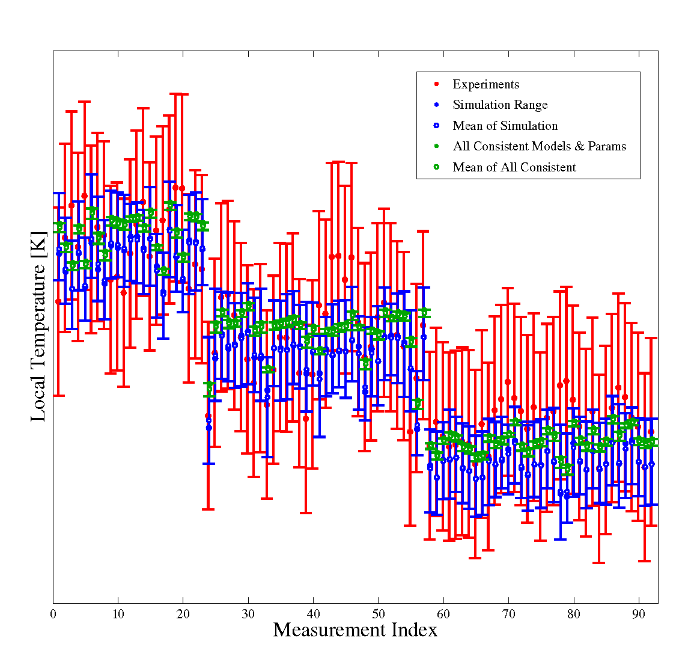 Experiments
Simulation Range
Mean of Simulation
All Consistent Models & Params
Mean of All Consistent
Local Temperature [K]
0 10 20 30 40 50 60 70 80 90
Measurement Index